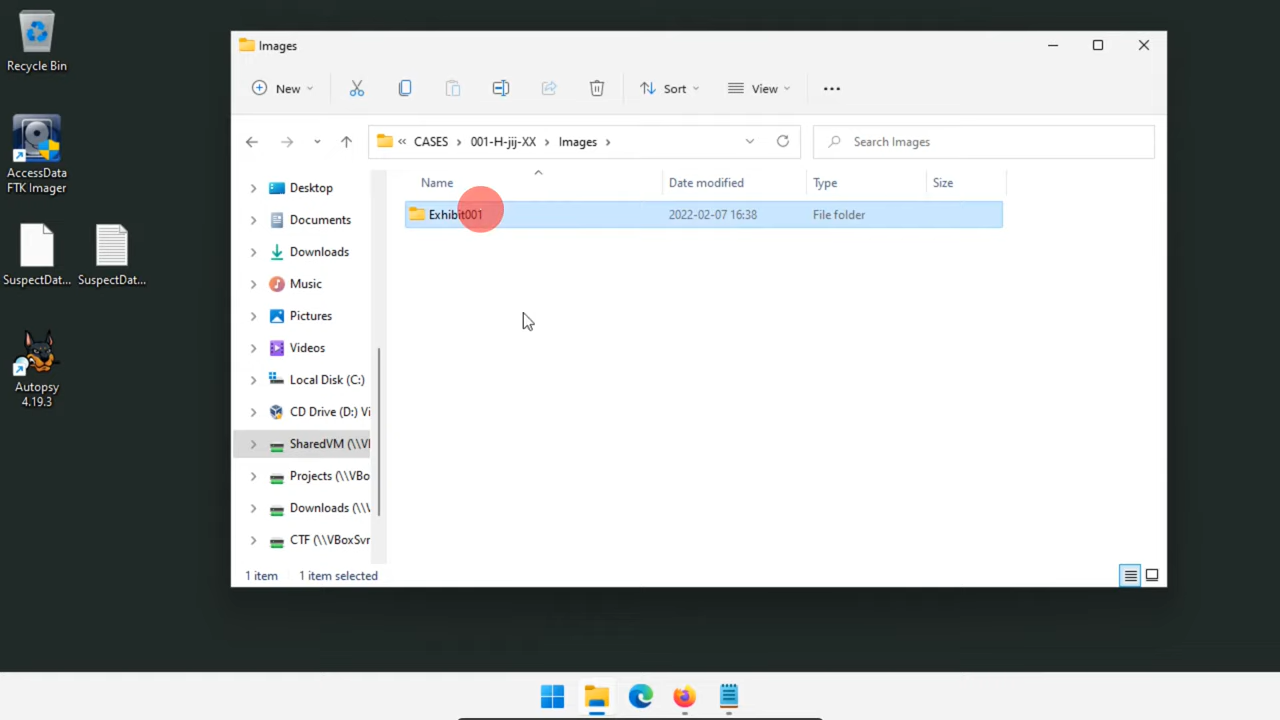 Recycle Bin
AccessData
FTK Imager
SuspectDat...
SuspectDat...
Autopsy
4.19.3
Images
New
Sort
View
« CASES › 001-H-jij-XX › Images ›
Search Images
Name
Date modified
Type
Size
Exhibit001
2022-02-07 16:38
File folder
Desktop
Documents
Downloads
Music
Pictures
Videos
Local Disk (C:)
CD Drive (D:) Vi
SharedVM (\\VI
Projects (\\VBo
Downloads (\\V
CTF (\\VBoxSvr
1 item
1 item selected